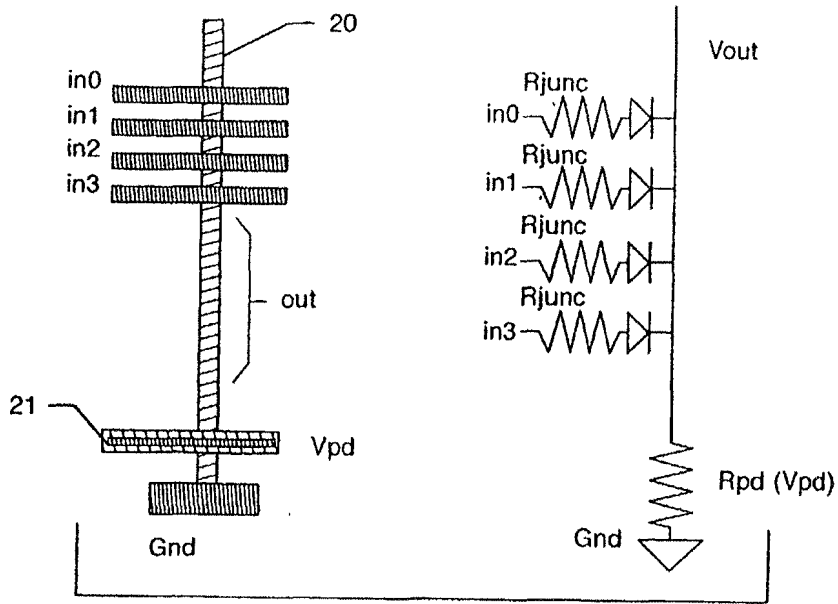 20
in0
in1
in2
in3
out
21
Vpd
Gnd
Vout
Rjunc
in0
Rjunc
in1
Rjunc
in2
Rjunc
in3
Rpd (Vpd)
Gnd